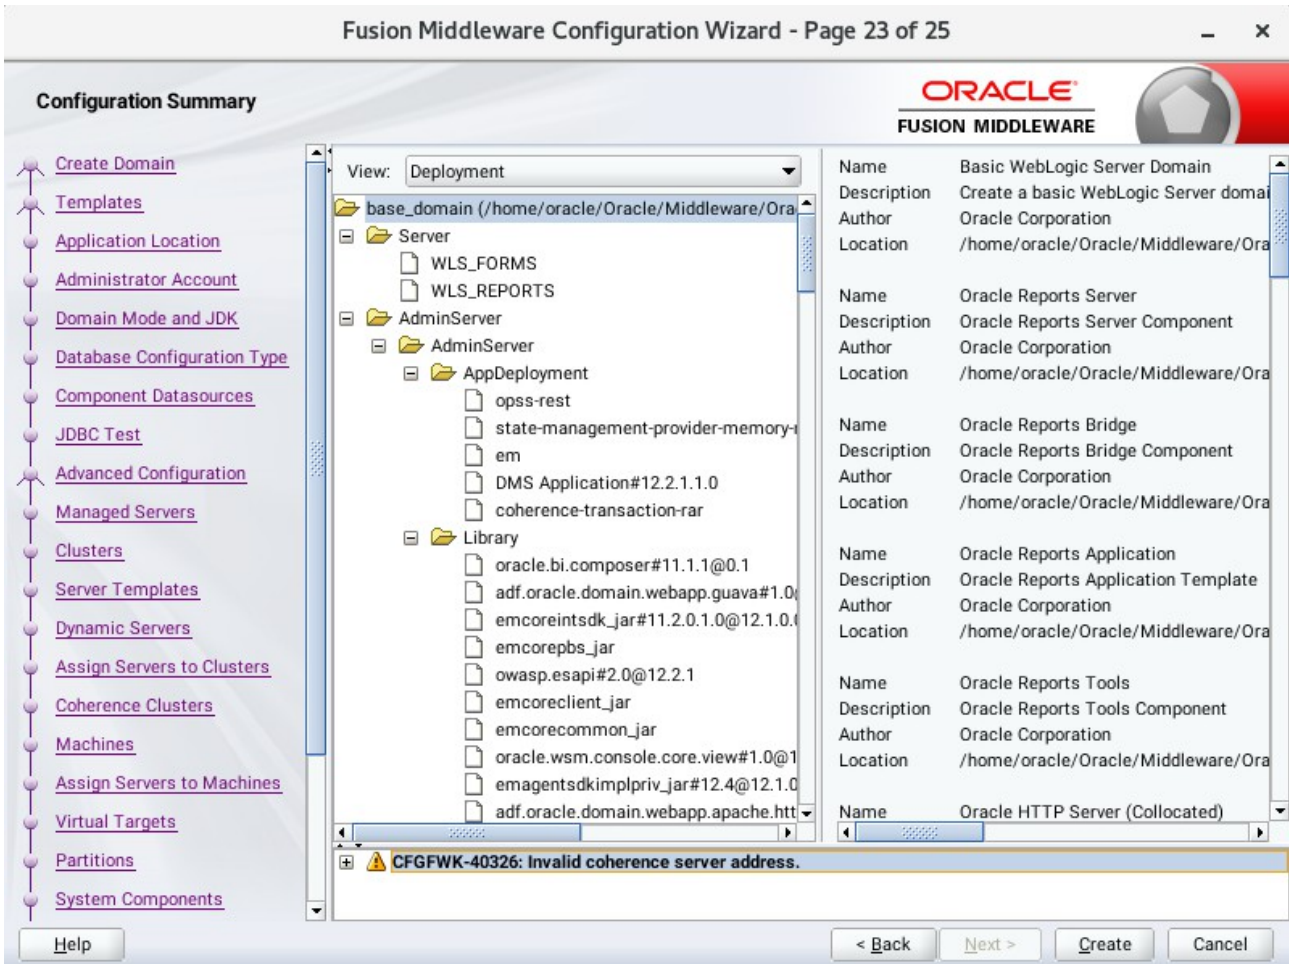 Fusion Middleware Configuration Wizard - Page 23 of 25
Configuration Summary
ORACLE
FUSION MIDDLEWARE
Create Domain
Templates
Application Location
Administrator Account
Domain Mode and JDK
Database Configuration Type
Component Datasources
JDBC Test
Advanced Configuration
Managed Servers
Clusters
Server Templates
Dynamic Servers
Assign Servers to Clusters
Coherence Clusters
Machines
Assign Servers to Machines
Virtual Targets
Partitions
System Components
View: Deployment
base_domain (/home/oracle/Oracle/Middleware/Ora
Server
WLS_FORMS
WLS_REPORTS
AdminServer
AdminServer
AppDeployment
opss-rest
state-management-provider-memory-
em
DMS Application#12.2.1.1.0
coherence-transaction-rar
Library
oracle.bi.composer#11.1.1@0.1
adf.oracle.domain.webapp.guava#1.0
emcoreintsdk_jar#11.2.0.1.0@12.1.0.
emcorepbs_jar
owasp.esapi#2.0@12.2.1
emcoreclient_jar
emcorecommon_jar
oracle.wsm.console.core.view#1.0@1
emagentsdkimplpriv_jar#12.4@12.1.0
adf.oracle.domain.webapp.apache.htt
Name Basic WebLogic Server Domain
Description Create a basic WebLogic Server domai
Author Oracle Corporation
Location /home/oracle/Oracle/Middleware/Ora
Name Oracle Reports Server
Description Oracle Reports Server Component
Author Oracle Corporation
Location /home/oracle/Oracle/Middleware/Ora
Name Oracle Reports Bridge
Description Oracle Reports Bridge Component
Author Oracle Corporation
Location /home/oracle/Oracle/Middleware/Ora
Name Oracle Reports Application
Description Oracle Reports Application Template
Author Oracle Corporation
Location /home/oracle/Oracle/Middleware/Ora
Name Oracle Reports Tools
Description Oracle Reports Tools Component
Author Oracle Corporation
Location /home/oracle/Oracle/Middleware/Ora
Name Oracle HTTP Server (Collocated)
CFGFWK-40326: Invalid coherence server address.
Help
< Back
Next >
Create
Cancel